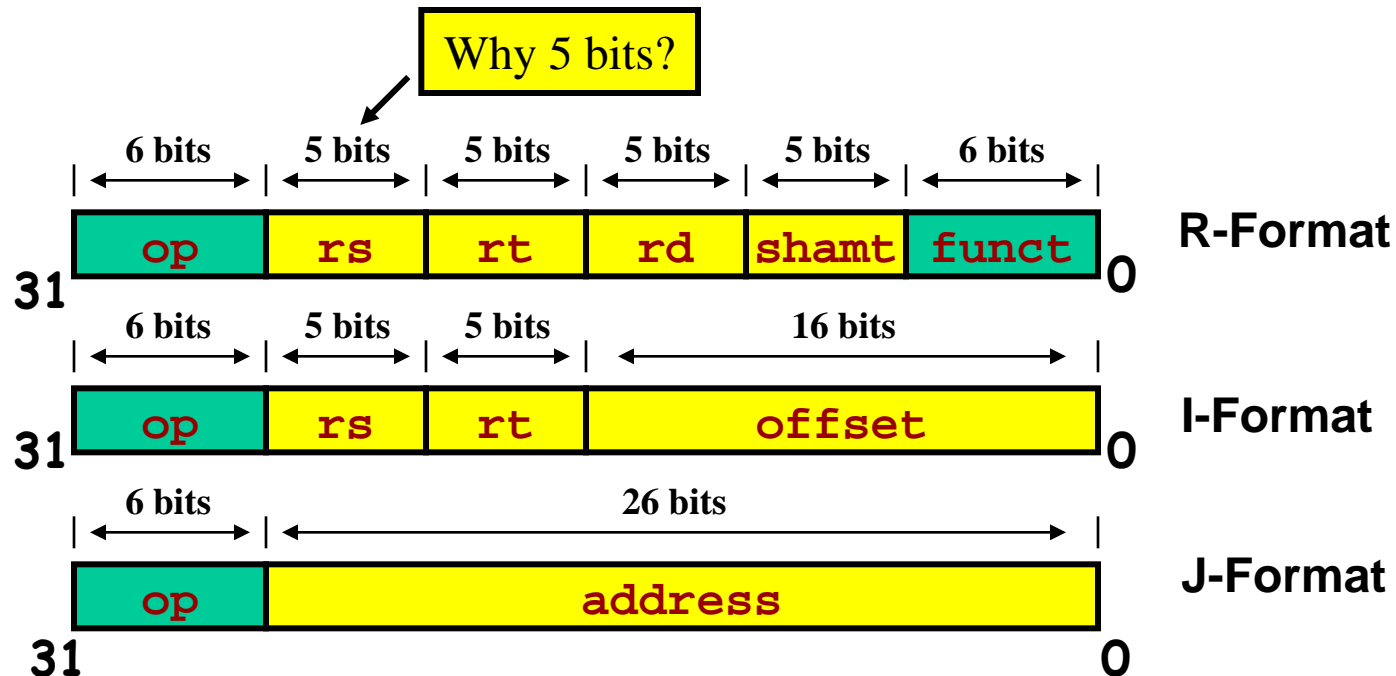 Why 5 bits?
6 bits 5 bits 5 bits 5 bits 5 bits 6 bits
op rs rt rd shamt funct R-Format
31 0
6 bits 5 bits 5 bits 16 bits
op rs rt offset I-Format
31 0
6 bits 26 bits
op address J-Format
31 0